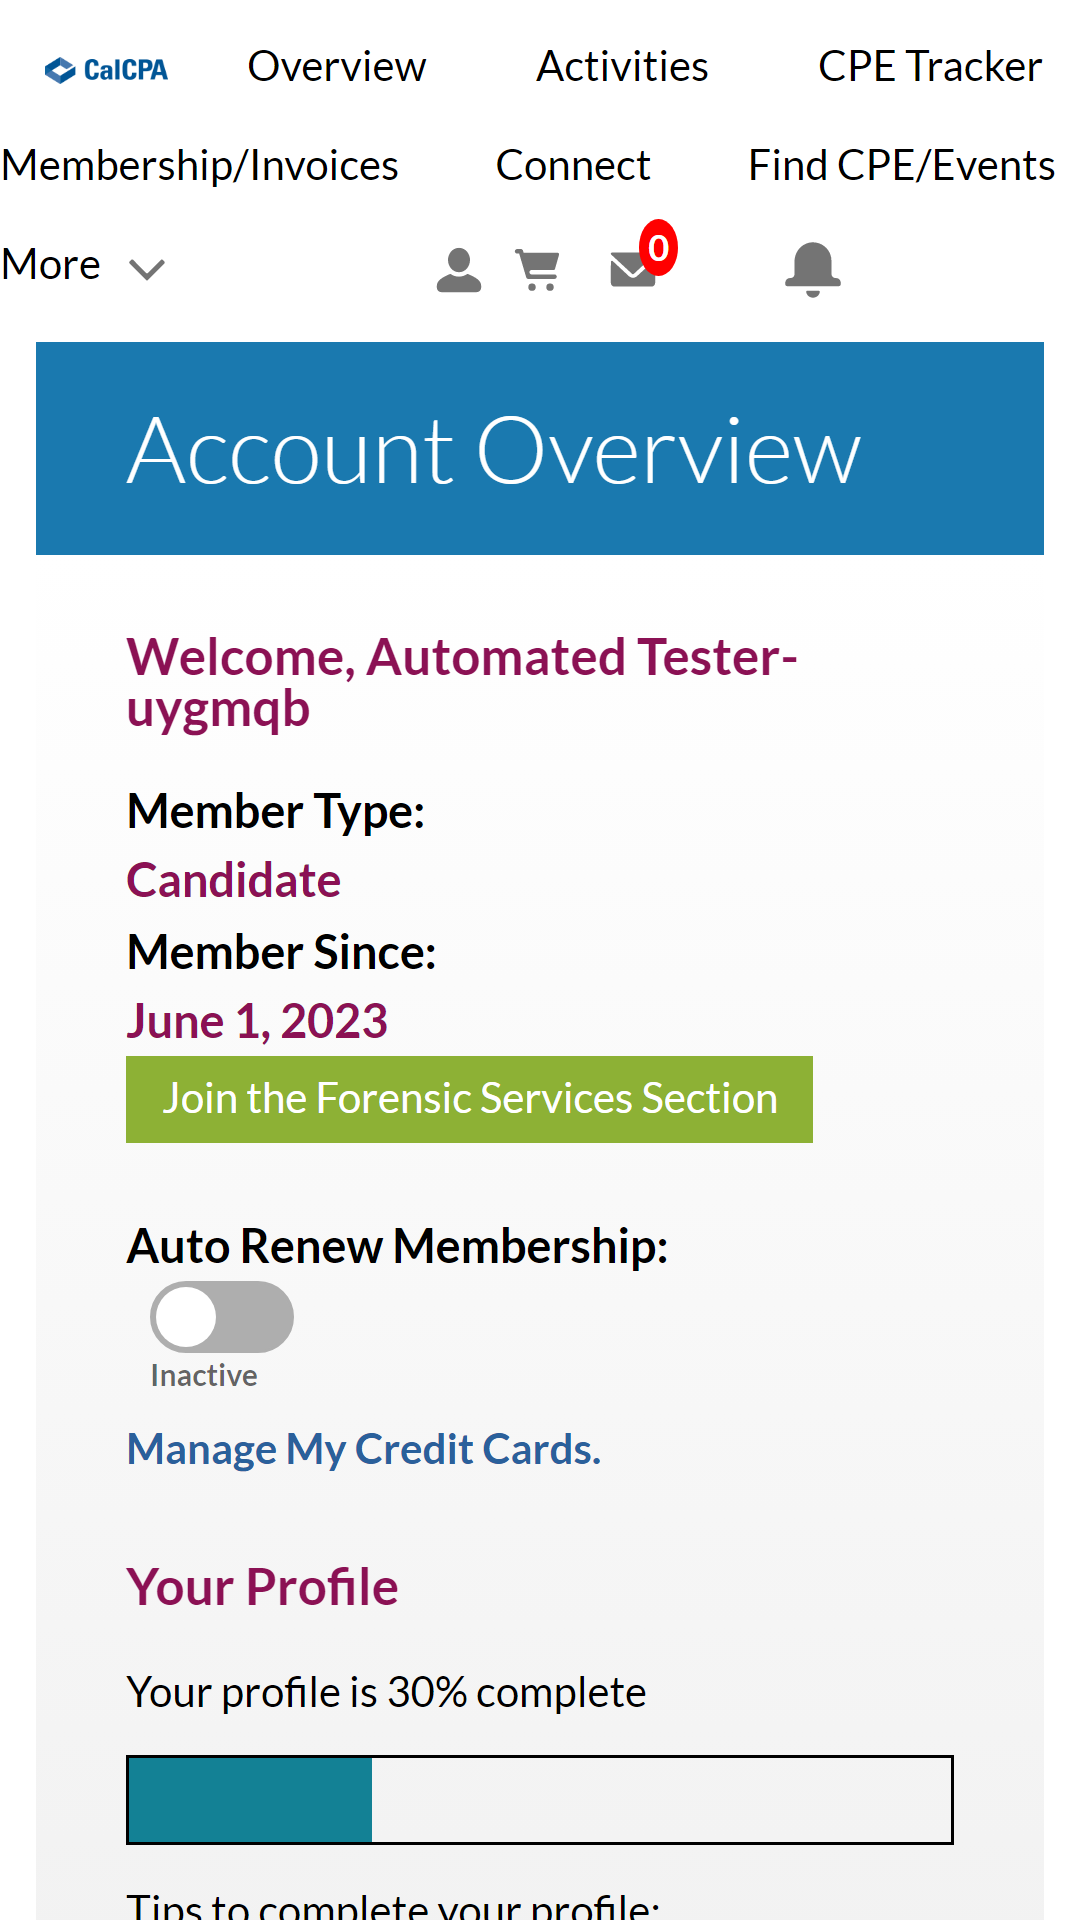 CalCPA Overview Activities CPE Tracker
Membership/Invoices Connect Find CPE/Events
More 0
Account Overview
Welcome, Automated Tester-
uygmqb
Member Type:
Candidate
Member Since:
June 1, 2023
Join the Forensic Services Section
Auto Renew Membership:
Inactive
Manage My Credit Cards.
Your Profile
Your profile is 30% complete
Tips to complete your profile: